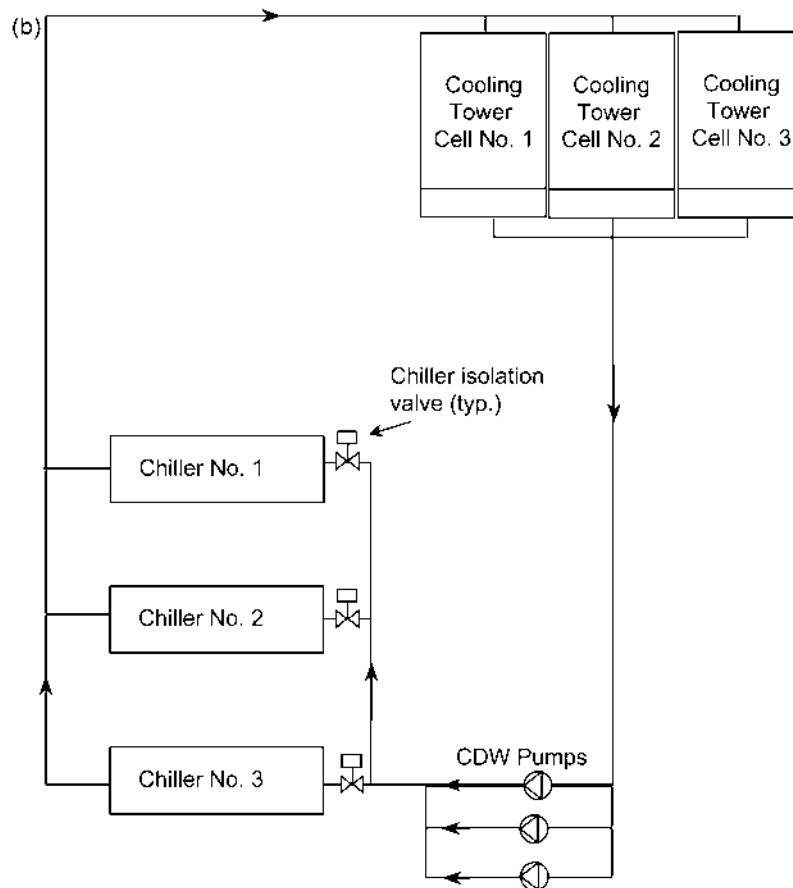 (b)
Cooling
Tower
Cell No. 1
Cooling
Tower
Cell No. 2
Cooling
Tower
Cell No. 3
Chiller isolation
valve (typ.)
Chiller No. 1
Chiller No. 2
CDW Pumps
Chiller No. 3